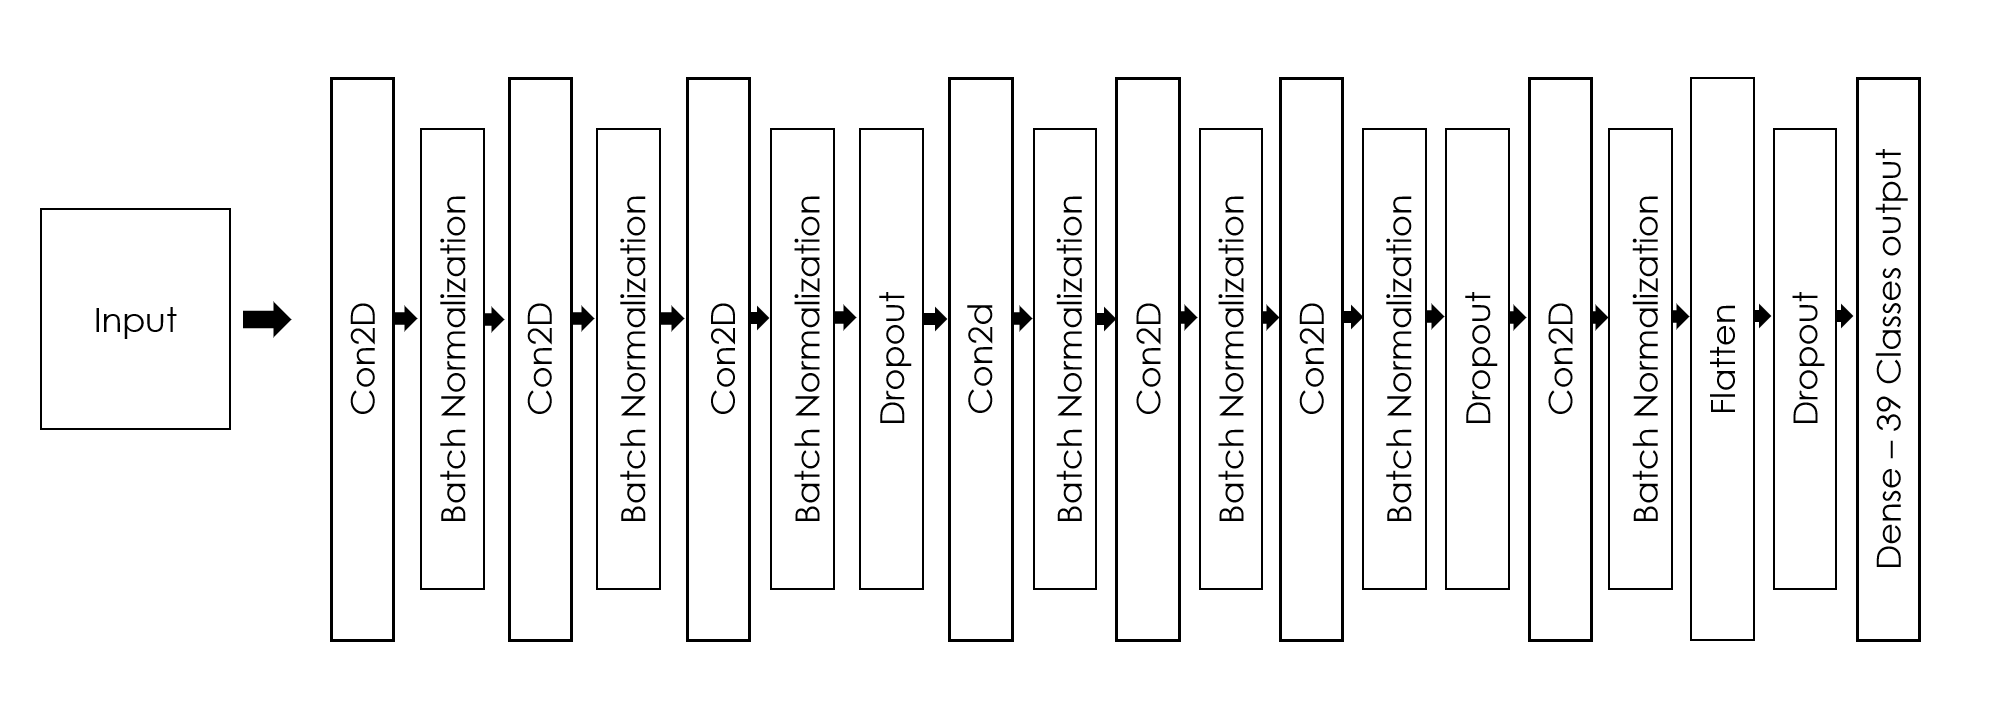 Input
Con2D
Batch Normalization
Con2D
Batch Normalization
Con2D
Batch Normalization
Dropout
Con2d
Batch Normalization
Con2D
Batch Normalization
Con2D
Batch Normalization
Dropout
Con2D
Batch Normalization
Flatten
Dropout
Dense – 39 Classes output